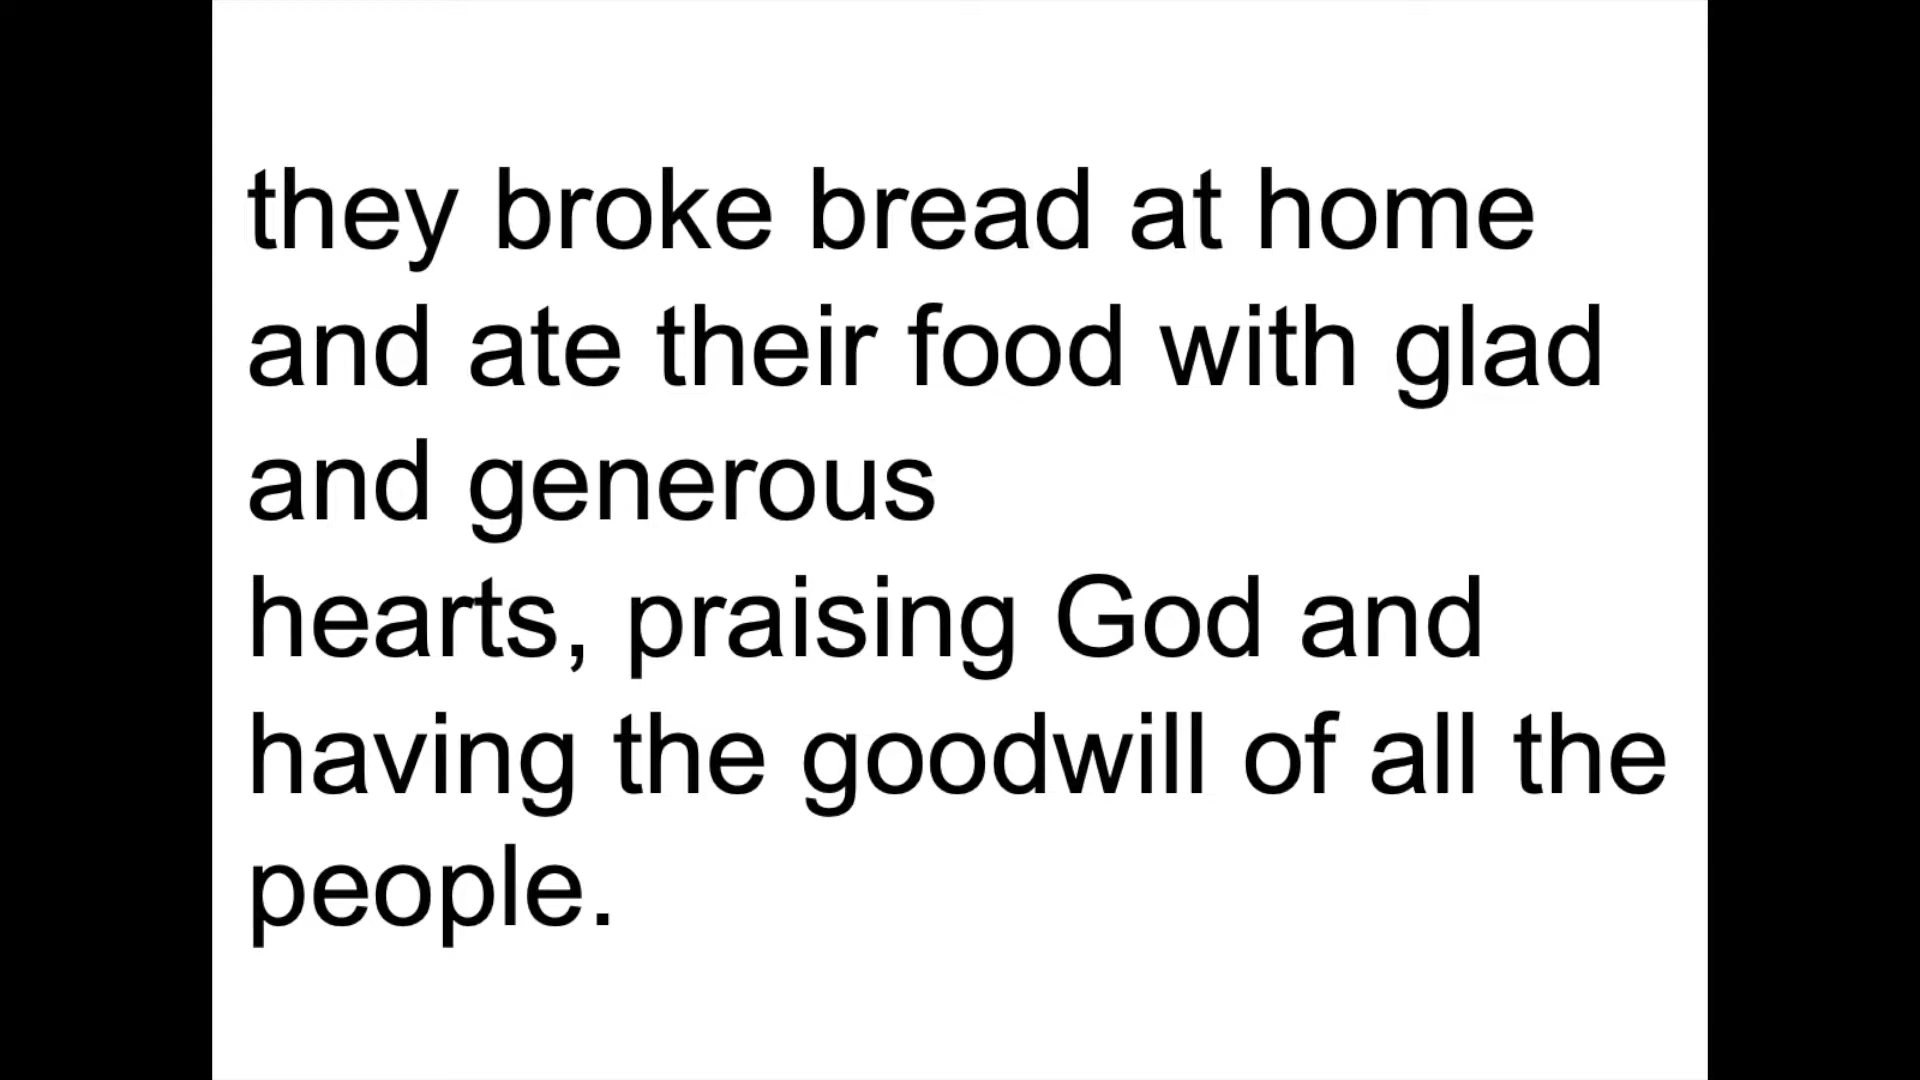 they broke bread at home
and ate their food with glad
and generous
hearts, praising God and
having the goodwill of all the
people.